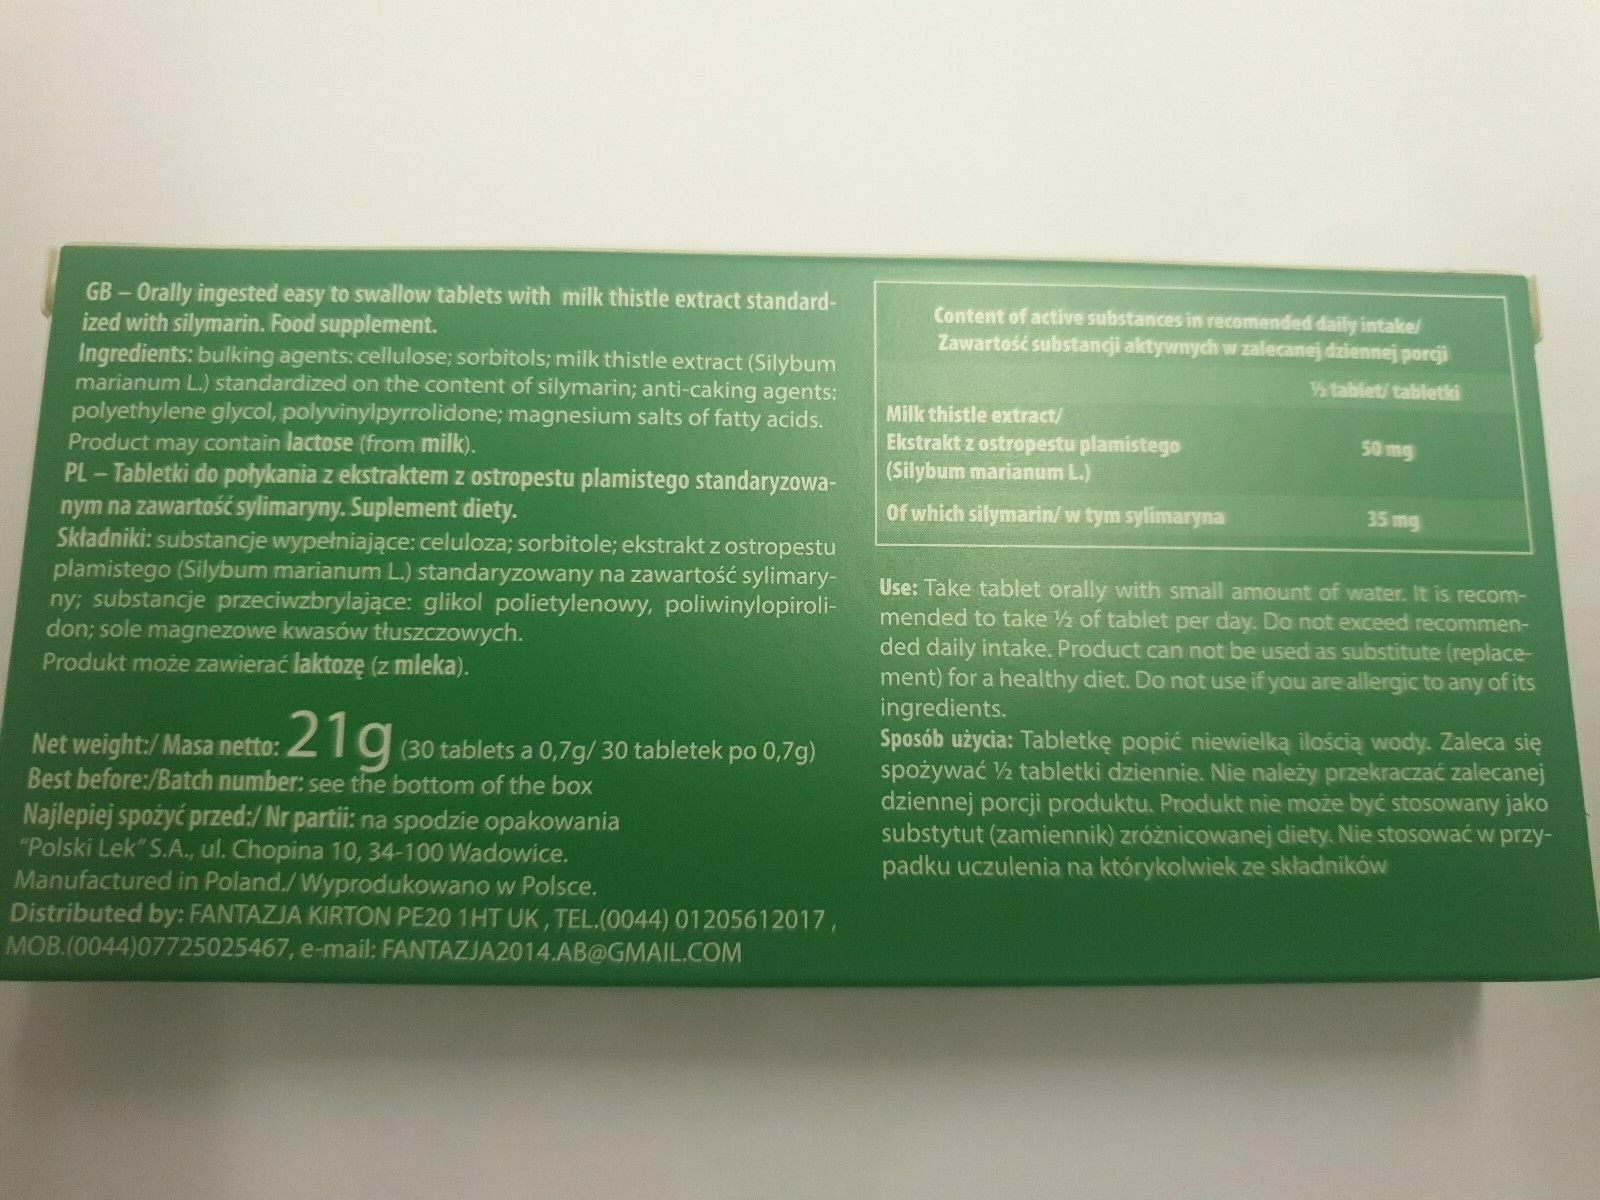 GB – Orally ingested easy to swallow tablets with milk thistle extract standard-
ized with silymarin. Food supplement.
Ingredients: bulking agents: cellulose; sorbitols; milk thistle extract (Silybum
marianum L.) standardized on the content of silymarin; anti-caking agents:
polyethylene glycol, polyvinylpyrrolidone; magnesium salts of fatty acids.
Product may contain lactose (from milk).
PL – Tabletki do połykania z ekstraktem z ostropestu plamistego standaryzowa-
nym na zawartość sylimaryny. Suplement diety.
Składniki: substancje wypełniające: celuloza; sorbitole; ekstrakt z ostropestu
plamistego (Silybum marianum L.) standaryzowany na zawartość sylimary-
ny; substancje przeciwzbrylające: glikol polietylenowy, poliwinylopiroli-
don; sole magnezowe kwasów tłuszczowych.
Produkt może zawierać laktozę (z mleka).
Net weight:/ Masa netto: 21g (30 tablets a 0,7g/ 30 tabletek po 0,7g)
Best before:/Batch number: see the bottom of the box
Najlepiej spożyć przed:/ Nr partii: na spodzie opakowania
"Polski Lek" S.A., ul. Chopina 10, 34-100 Wadowice.
Manufactured in Poland./ Wyprodukowano w Polsce.
Distributed by: FANTAZJA KIRTON PE20 1HT UK , TEL.(0044) 01205612017 ,
MOB.(0044)07725025467, e-mail: FANTAZJA2014.AB@GMAIL.COM
Content of active substances in recomended daily intake/
Zawartość substancji aktywnych w zalecanej dziennej porcji
½ tablet/ tabletki
Milk thistle extract/
Ekstrakt z ostropestu plamistego 50 mg
(Silybum marianum L.)
Of which silymarin/ w tym sylimaryna 35 mg
Use: Take tablet orally with small amount of water. It is recom-
mended to take ½ of tablet per day. Do not exceed recommen-
ded daily intake. Product can not be used as substitute (replace-
ment) for a healthy diet. Do not use if you are allergic to any of its
ingredients.
Sposób użycia: Tabletkę popić niewielką ilością wody. Zaleca się
spożywać ½ tabletki dziennie. Nie należy przekraczać zalecanej
dziennej porcji produktu. Produkt nie może być stosowany jako
substytut (zamiennik) zróżnicowanej diety. Nie stosować w przy-
padku uczulenia na którykolwiek ze składników